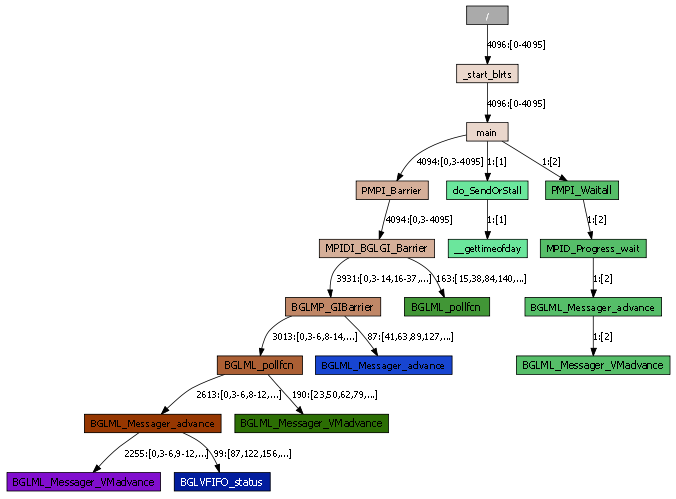 /
4096:[0-4095]
_start_blrts
4096:[0-4095]
main
4094:[0,3-4095] 1:[1] 1:[2]
PMPI_Barrier do_SendOrStall PMPI_Waitall
4094:[0,3-4095] 1:[1] 1:[2]
MPIDI_BGLGI_Barrier __gettimeofday MPID_Progress_wait
3931:[0,3-14,16-37,...] 163:[15,38,84,140,...] 1:[2]
BGLMP_GIBarrier BGLML_pollfcn BGLML_Messager_advance
3013:[0,3-6,8-14,...] 87:[41,63,89,127,...] 1:[2]
BGLML_pollfcn BGLML_Messager_advance BGLML_Messager_VMadvance
2613:[0,3-6,8-12,...] 190:[23,50,62,79,...]
BGLML_Messager_advance BGLML_Messager_VMadvance
2255:[0,3-6,9-12,...] 99:[87,122,156,...]
BGLML_Messager_VMadvance BGLVFIFO_status